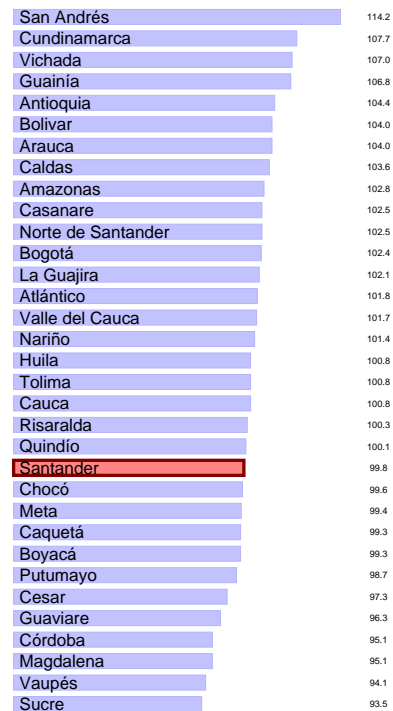 San Andrés 114.2
Cundinamarca 107.7
Vichada 107.0
Guainía 106.8
Antioquia 104.4
Bolivar 104.0
Arauca 104.0
Caldas 103.6
Amazonas 102.8
Casanare 102.5
Norte de Santander 102.5
Bogotá 102.4
La Guajira 102.1
Atlántico 101.8
Valle del Cauca 101.7
Nariño 101.4
Huila 100.8
Tolima 100.8
Cauca 100.8
Risaralda 100.3
Quindío 100.1
Santander 99.8
Chocó 99.6
Meta 99.4
Caquetá 99.3
Boyacá 99.3
Putumayo 98.7
Cesar 97.3
Guaviare 96.3
Córdoba 95.1
Magdalena 95.1
Vaupés 94.1
Sucre 93.5